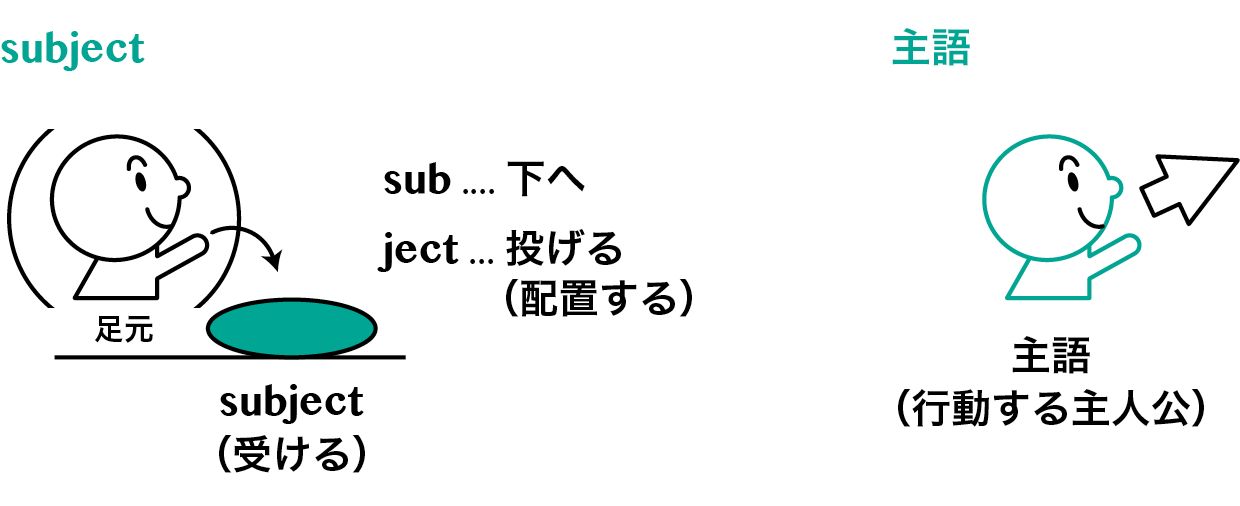 subject
足元
subject
(受ける)
sub .... 下へ
ject ... 投げる
(配置する)
主語
主語
(行動する主人公)